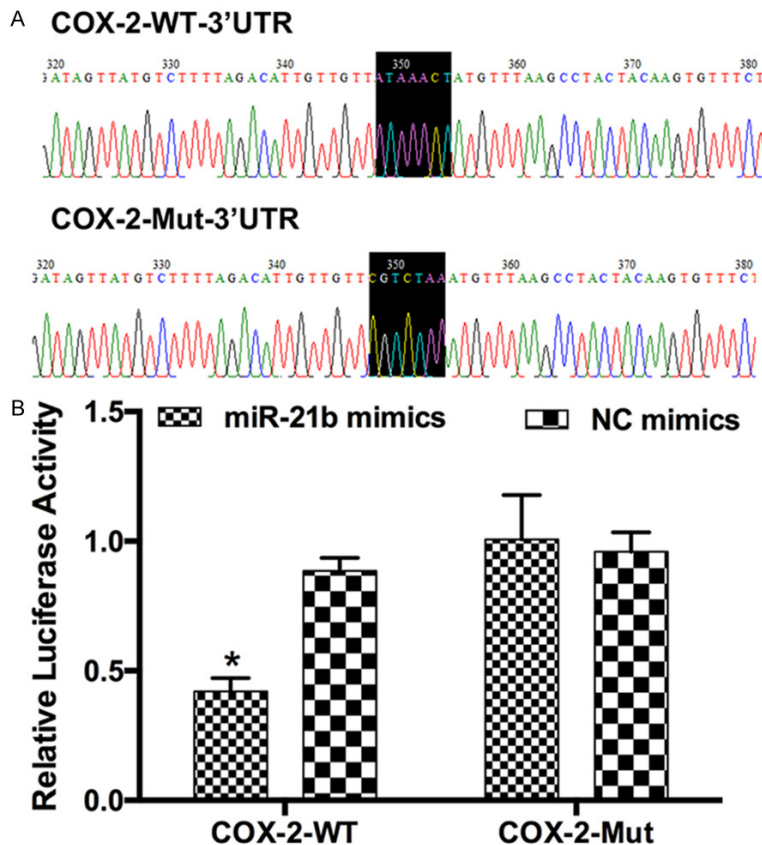 A
COX-2-WT-3'UTR
320 330 340 350 360 370 380
GATAGTTATGTCTTTTAGACATTGTTGTTATAAACTATGTTTAAGCCTACTACAAGTGTTTCT
COX-2-Mut-3'UTR
320 330 340 350 360 370 380
GATAGTTATGTCTTTTAGACATTGTTGTTCGTCTAAATGTTTAAGCCTACTACAAGTGTTTCT
B
Relative Luciferase Activity
1.5
1.0
0.5
0.0
miR-21b mimics
NC mimics
*
COX-2-WT
COX-2-Mut